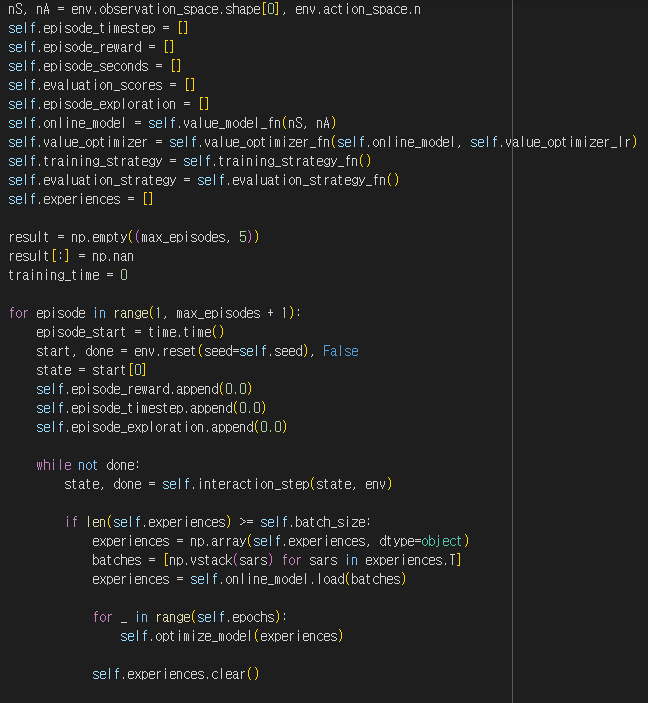 nS, nA = env.observation_space.shape[0], env.action_space.n
self.episode_timestep = []
self.episode_reward = []
self.episode_seconds = []
self.evaluation_scores = []
self.episode_exploration = []
self.online_model = self.value_model_fn(nS, nA)
self.value_optimizer = self.value_optimizer_fn(self.online_model, self.value_optimizer_lr)
self.training_strategy = self.training_strategy_fn()
self.evaluation_strategy = self.evaluation_strategy_fn()
self.experiences = []

result = np.empty((max_episodes, 5))
result[:] = np.nan
training_time = 0

for episode in range(1, max_episodes + 1):
    episode_start = time.time()
    start, done = env.reset(seed=self.seed), False
    state = start[0]
    self.episode_reward.append(0.0)
    self.episode_timestep.append(0.0)
    self.episode_exploration.append(0.0)

    while not done:
        state, done = self.interaction_step(state, env)

        if len(self.experiences) >= self.batch_size:
            experiences = np.array(self.experiences, dtype=object)
            batches = [np.vstack(sars) for sars in experiences.T]
            experiences = self.online_model.load(batches)

            for _ in range(self.epochs):
                self.optimize_model(experiences)

            self.experiences.clear()